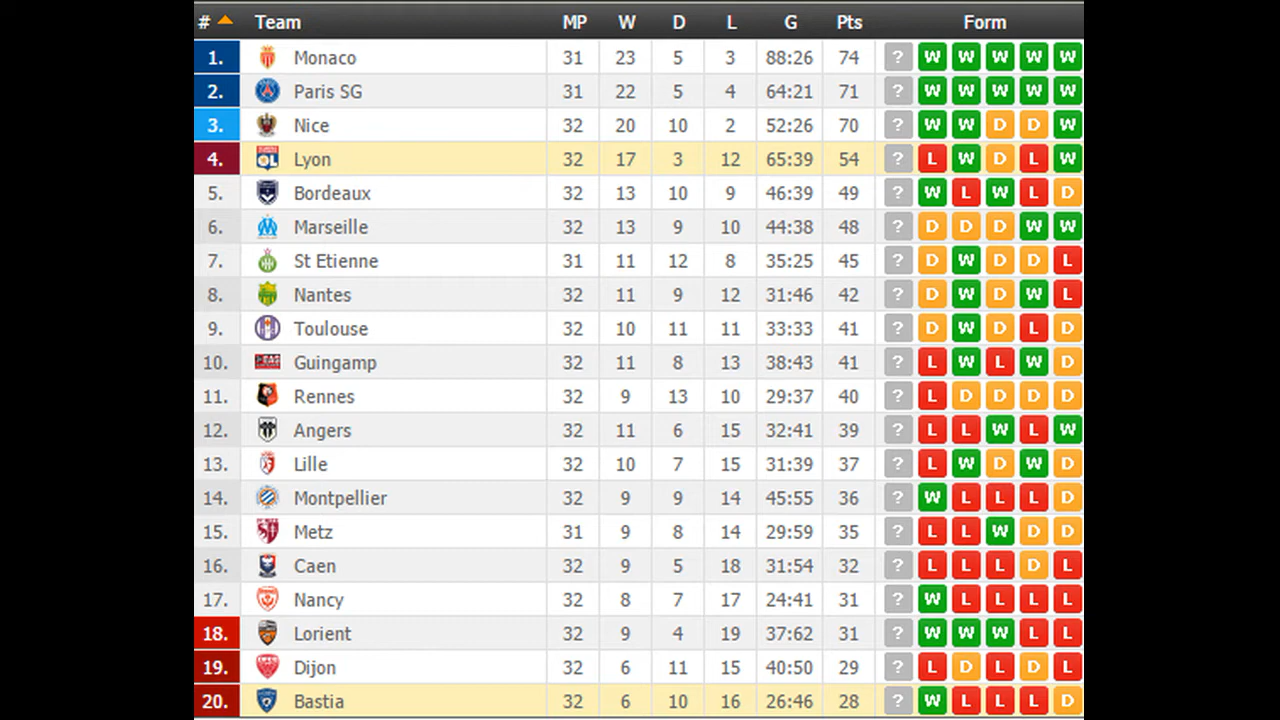 # Team MP W D L G Pts Form
1. Monaco 31 23 5 3 88:26 74 ? W W W W W
2. Paris SG 31 22 5 4 64:21 71 ? W W W W W
3. Nice 32 20 10 2 52:26 70 ? W W D D W
4. Lyon 32 17 3 12 65:39 54 ? L W D L W
5. Bordeaux 32 13 10 9 46:39 49 ? W L W L D
6. Marseille 32 13 9 10 44:38 48 ? D D D W W
7. St Etienne 31 11 12 8 35:25 45 ? D W D D L
8. Nantes 32 11 9 12 31:46 42 ? D W D W L
9. Toulouse 32 10 11 11 33:33 41 ? D W D L D
10. Guingamp 32 11 8 13 38:43 41 ? L W L W D
11. Rennes 32 9 13 10 29:37 40 ? L D D D D
12. Angers 32 11 6 15 32:41 39 ? L L W L W
13. Lille 32 10 7 15 31:39 37 ? L W D W D
14. Montpellier 32 9 9 14 45:55 36 ? W L L L D
15. Metz 31 9 8 14 29:59 35 ? L L W D D
16. Caen 32 9 5 18 31:54 32 ? L L L D L
17. Nancy 32 8 7 17 24:41 31 ? W L L L L
18. Lorient 32 9 4 19 37:62 31 ? W W W L L
19. Dijon 32 6 11 15 40:50 29 ? L D L D L
20. Bastia 32 6 10 16 26:46 28 ? W L L L D